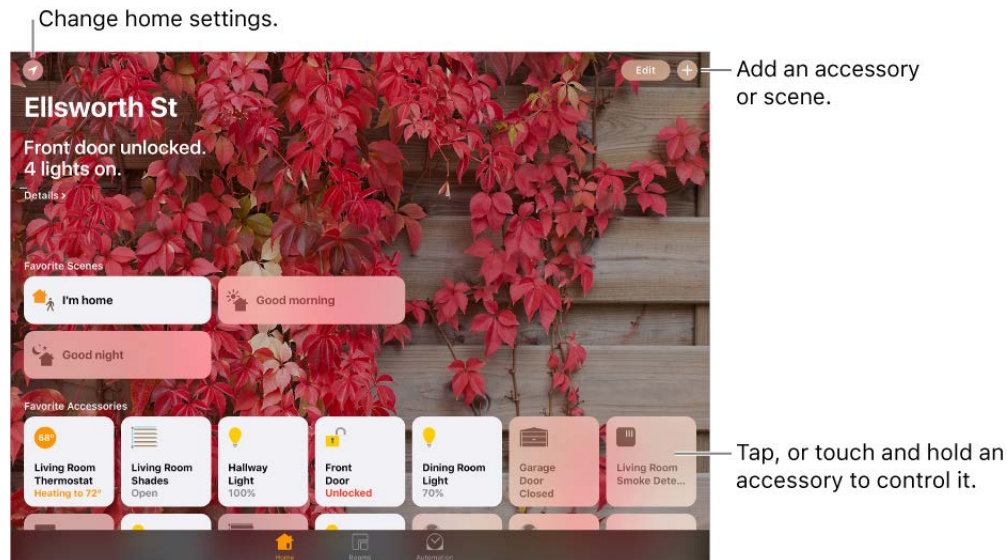 Change home settings.
Edit
Add an accessory
or scene.
Ellsworth St
Front door unlocked.
4 lights on.
Details >
Favorite Scenes
I'm home
Good morning
Good night
Favorite Accessories
68°
Living Room
Thermostat
Heating to 72°
Living Room
Shades
Open
Hallway
Light
100%
Front
Door
Unlocked
Dining Room
Light
70%
Garage
Door
Closed
Living Room
Smoke Dete...
Tap, or touch and hold an
accessory to control it.
Home
Rooms
Automation